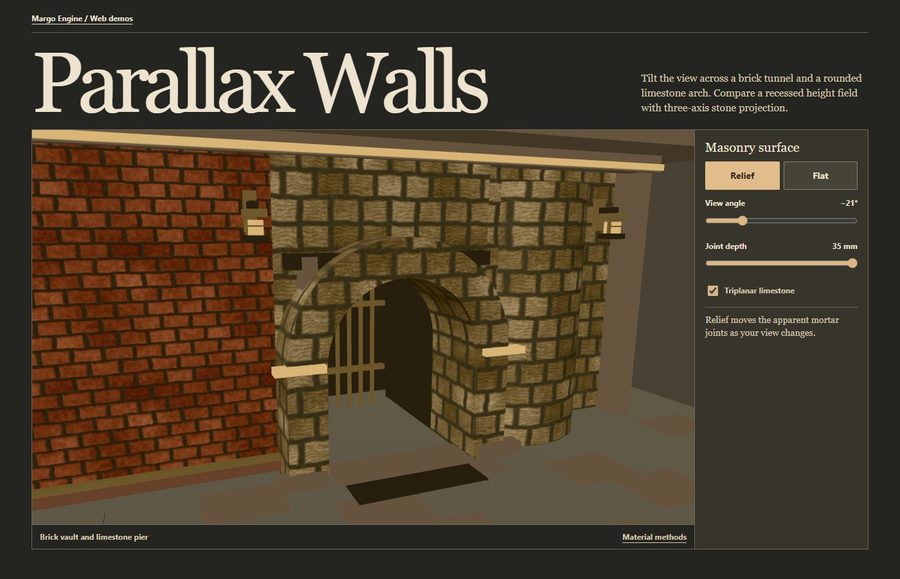 Margo Engine / Web demos
Parallax Walls
Tilt the view across a brick tunnel and a rounded
limestone arch. Compare a recessed height field
with three-axis stone projection.
Masonry surface
Relief
Flat
View angle
−21°
Joint depth
35 mm
Triplanar limestone
Relief moves the apparent mortar
joints as your view changes.
Brick vault and limestone pier
Material methods